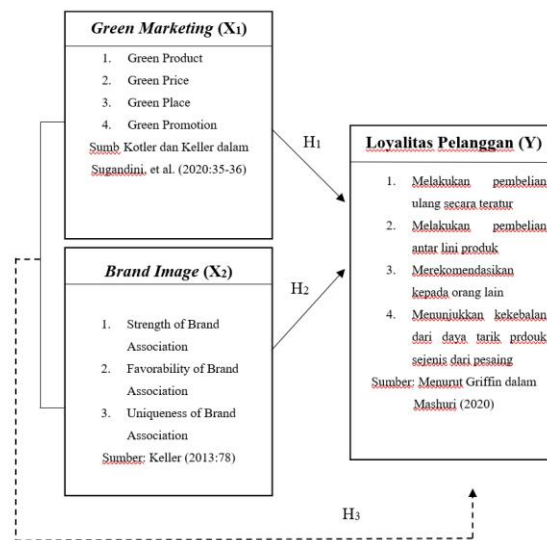 Green Marketing (X1)
1. Green Product
2. Green Price
3. Green Place
4. Green Promotion
Sumb Kotler dan Keller dalam
Sugandini, et al. (2020:35-36)
H1
Loyalitas Pelanggan (Y)
1. Melakukan pembelian
ulang secara teratur
2. Melakukan pembelian
antar lini produk
3. Merekomendasikan
kepada orang lain
4. Menunjukkan kekebalan
dari daya tarik prdouk
sejenis dari pesaing
Sumber: Menurut Griffin dalam
Mashuri (2020)
Brand Image (X2)
1. Strength of Brand
Association
2. Favorability of Brand
Association
3. Uniqueness of Brand
Association
Sumber: Keller (2013:78)
H2
H3